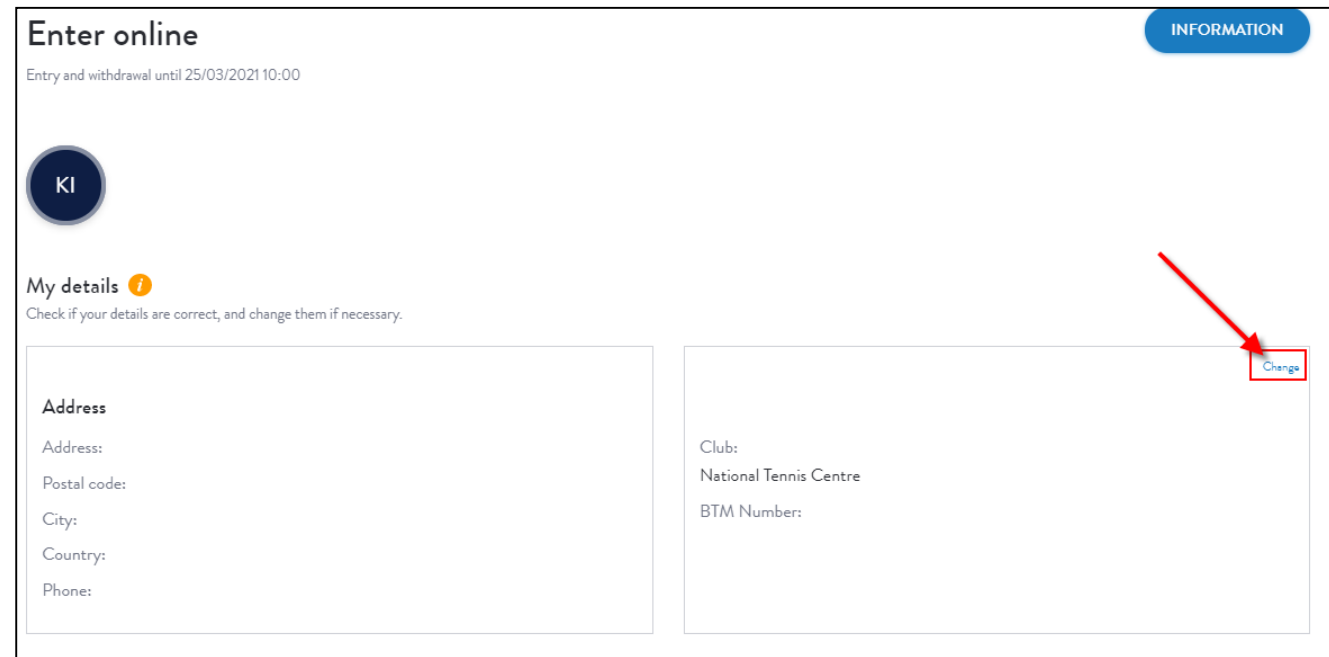 Enter online
INFORMATION
Entry and withdrawal until 25/03/2021 10:00
KI
My details i
Check if your details are correct, and change them if necessary.
Address
Address:
Postal code:
City:
Country:
Phone:
Change
Club:
National Tennis Centre
BTM Number: